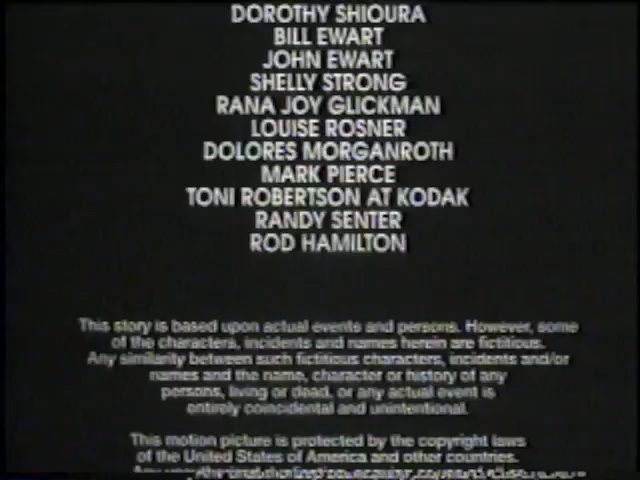 DOROTHY SHIOURA
BILL EWART
JOHN EWART
SHELLY STRONG
RANA JOY GLICKMAN
LOUISE ROSNER
DOLORES MORGANROTH
MARK PIERCE
TONI ROBERTSON AT KODAK
RANDY SENTER
ROD HAMILTON
This story is based upon actual events and persons. However, some
of the characters, incidents and names herein are fictitious.
Any similarity between such fictitious characters, incidents and/or
names and the name, character or history of any
persons, living or dead, or any actual event is
entirely coincidental and unintentional.
This motion picture is protected by the copyright laws
of the United States of America and other countries.